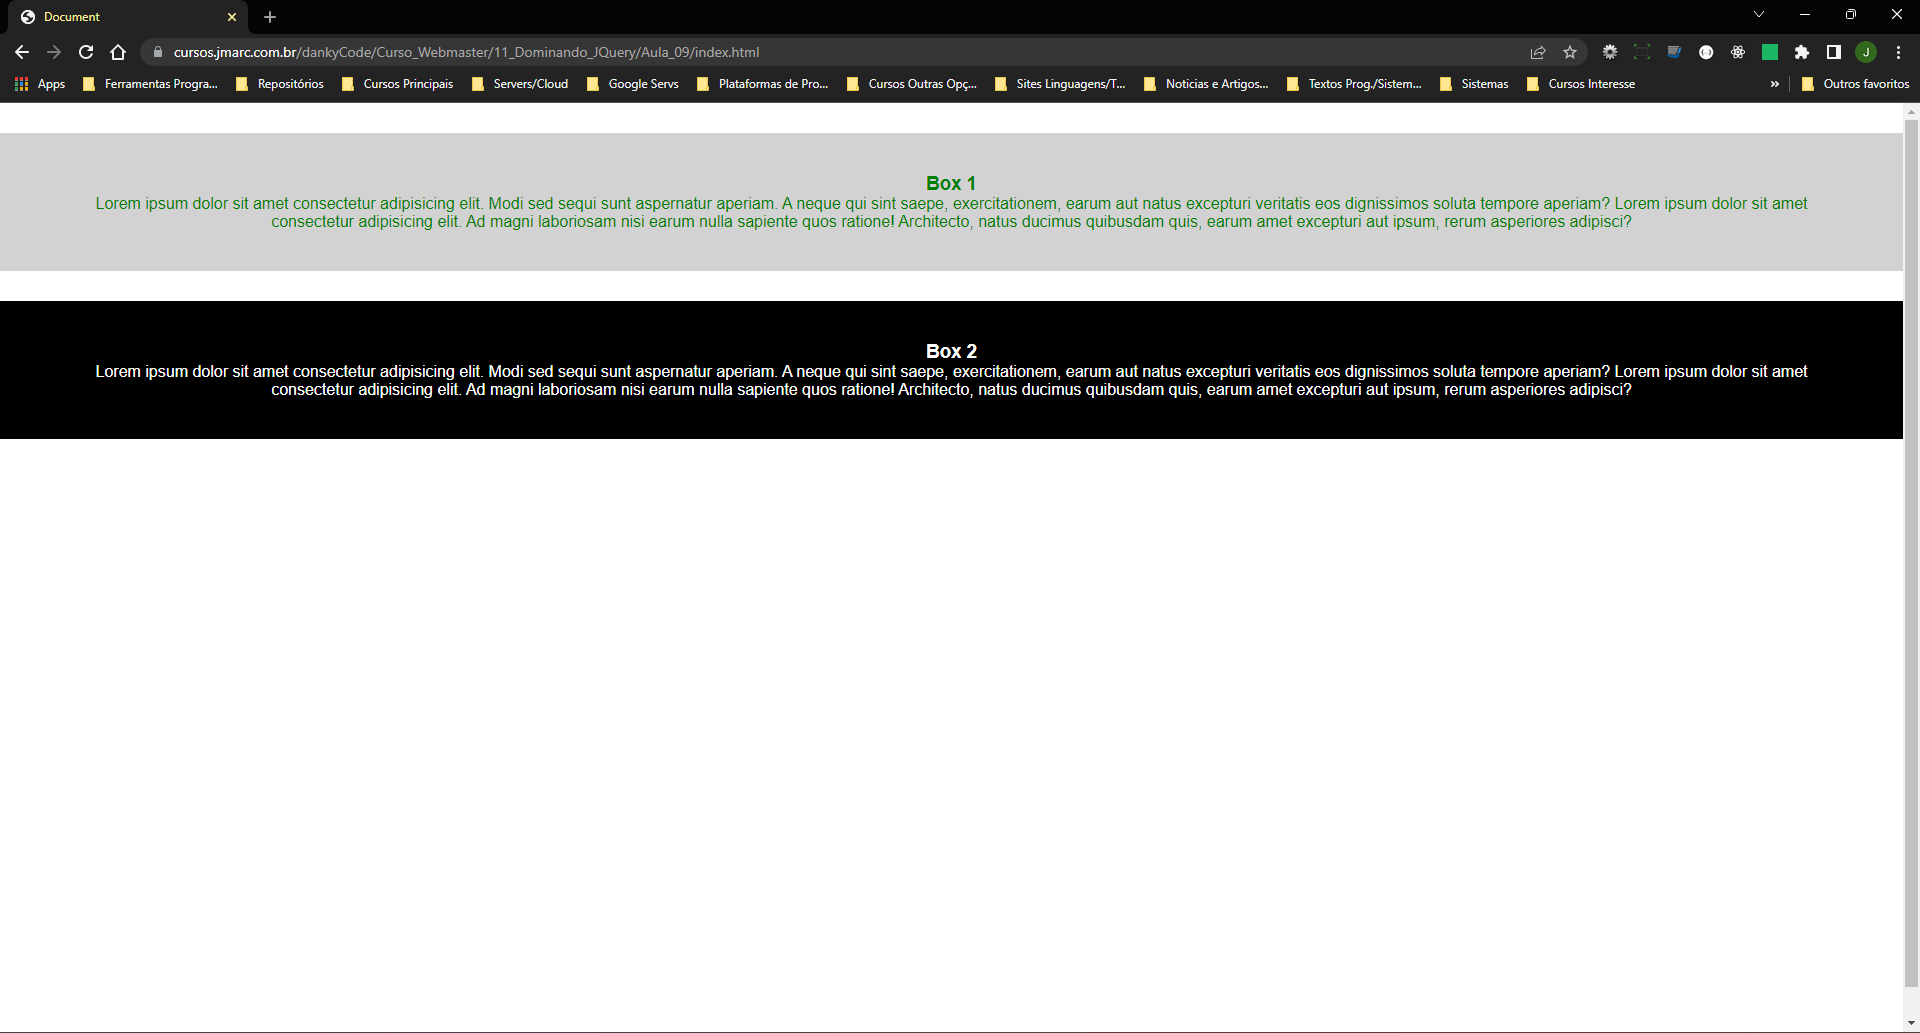 Document
cursos.jmarc.com.br/dankyCode/Curso_Webmaster/11_Dominando_JQuery/Aula_09/index.html
J
Apps Ferramentas Progra... Repositórios Cursos Principais Servers/Cloud Google Servs Plataformas de Pro... Cursos Outras Opç... Sites Linguagens/T... Noticias e Artigos... Textos Prog./Sistem... Sistemas Cursos Interesse » Outros favoritos
Box 1
Lorem ipsum dolor sit amet consectetur adipisicing elit. Modi sed sequi sunt aspernatur aperiam. A neque qui sint saepe, exercitationem, earum aut natus excepturi veritatis eos dignissimos soluta tempore aperiam? Lorem ipsum dolor sit amet
consectetur adipisicing elit. Ad magni laboriosam nisi earum nulla sapiente quos ratione! Architecto, natus ducimus quibusdam quis, earum amet excepturi aut ipsum, rerum asperiores adipisci?
Box 2
Lorem ipsum dolor sit amet consectetur adipisicing elit. Modi sed sequi sunt aspernatur aperiam. A neque qui sint saepe, exercitationem, earum aut natus excepturi veritatis eos dignissimos soluta tempore aperiam? Lorem ipsum dolor sit amet
consectetur adipisicing elit. Ad magni laboriosam nisi earum nulla sapiente quos ratione! Architecto, natus ducimus quibusdam quis, earum amet excepturi aut ipsum, rerum asperiores adipisci?